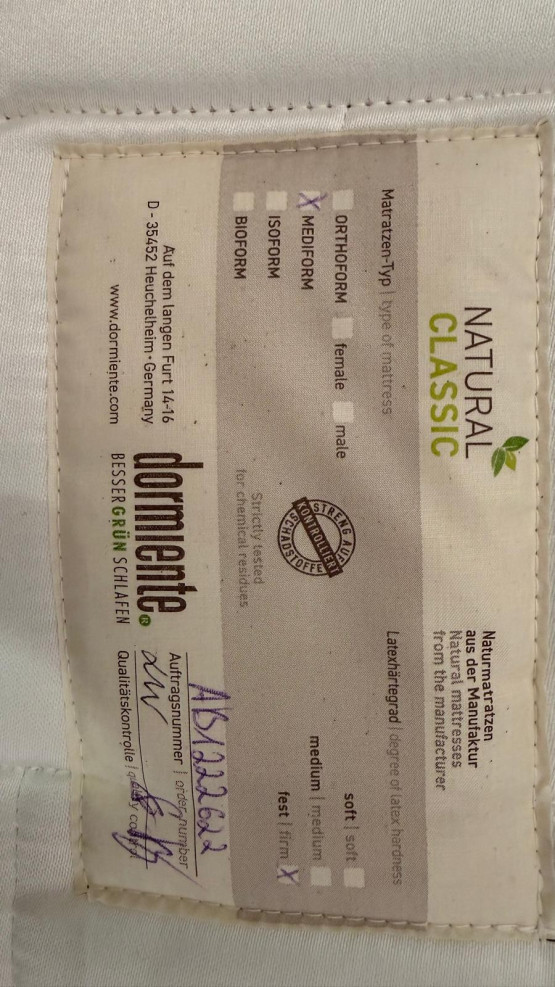 NATURAL
CLASSIC
Naturmatratzen
aus der Manufaktur
Natural mattresses
from the manufacturer
Matratzen-Typ | type of mattress
ORTHOFORM female male
X MEDIFORM
ISOFORM
BIOFORM
STRENG AUF
KONTROLLIERT
SCHADSTOFFE
Strictly tested
for chemical residues
Latexhärtegrad | degree of latex hardness
soft | soft
medium | medium
fest | firm X
Auf dem langen Furt 14-16
D - 35452 Heuchelheim · Germany
www.dormiente.com
dormiente®
BESSER GRÜN SCHLAFEN
AB1222622
Auftragsnummer | order number
Qualitätskontrolle | quality control